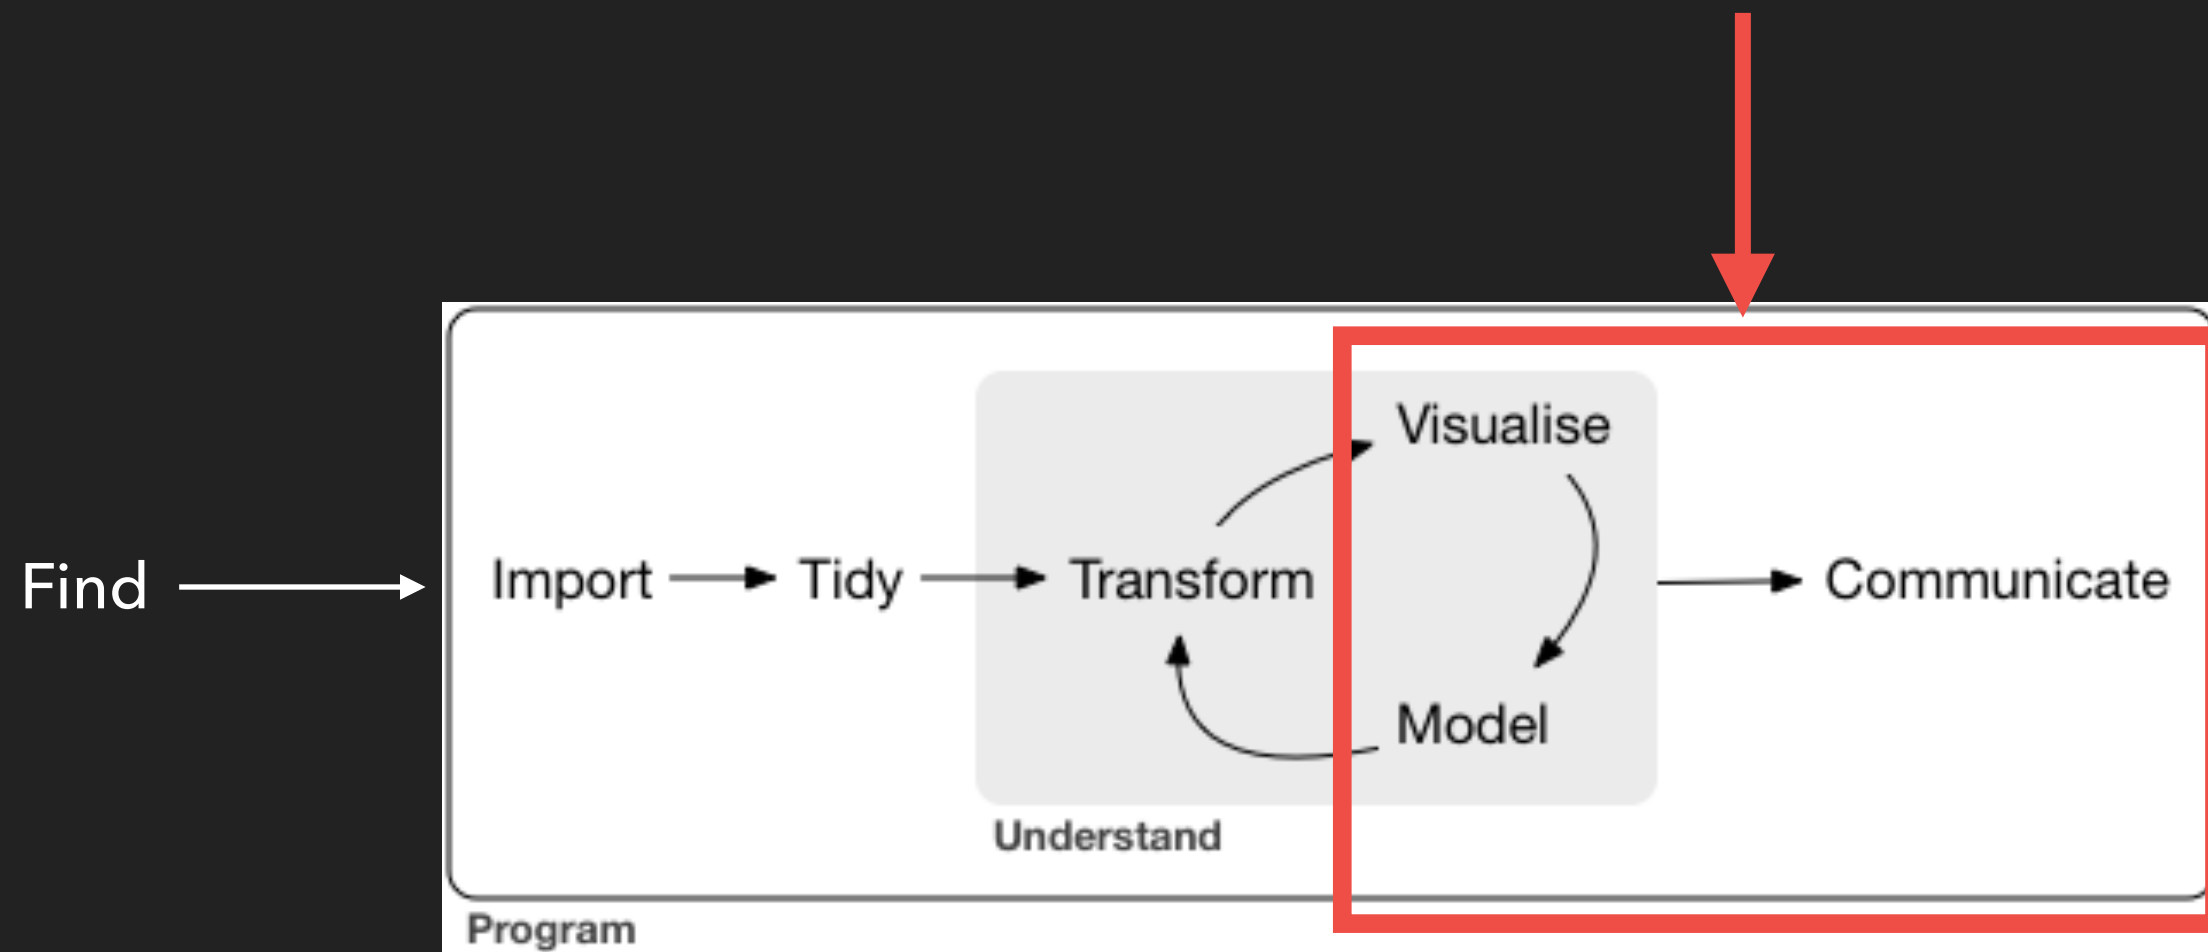 Visualise
Find
Import
Tidy
Transform
Communicate
Model
Understand
Program